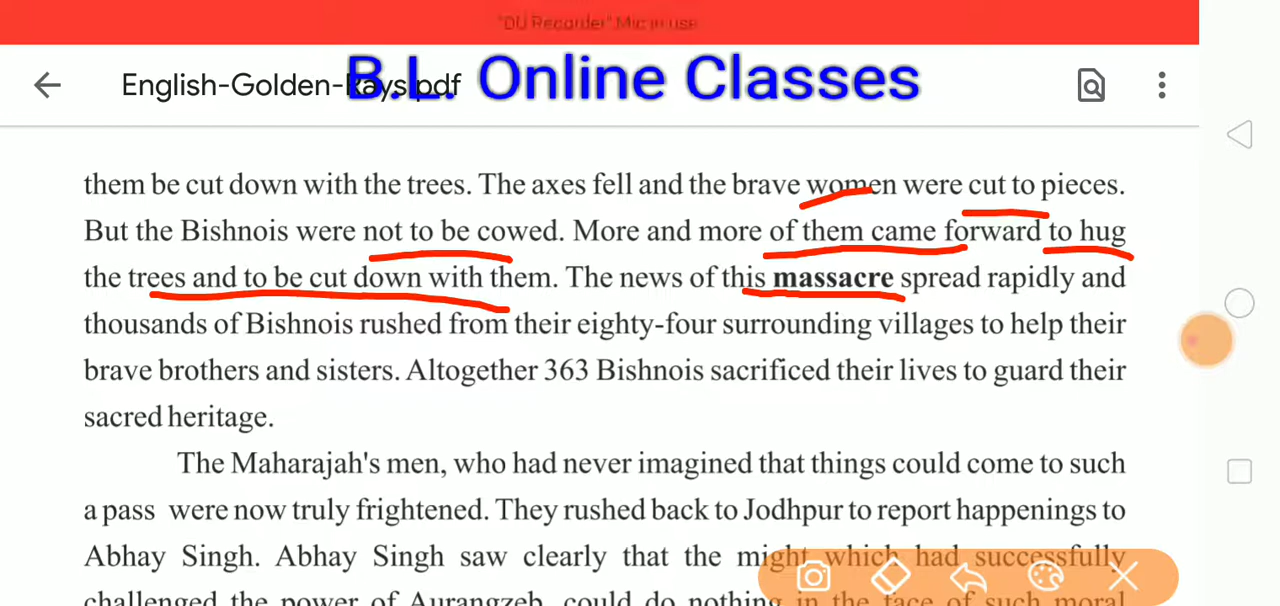 "DU Recorder" Mic in use
English-Golden-Rays.pdf
B.L. Online Classes
them be cut down with the trees. The axes fell and the brave women were cut to pieces.
But the Bishnois were not to be cowed. More and more of them came forward to hug
the trees and to be cut down with them. The news of this massacre spread rapidly and
thousands of Bishnois rushed from their eighty-four surrounding villages to help their
brave brothers and sisters. Altogether 363 Bishnois sacrificed their lives to guard their
sacred heritage.
The Maharajah's men, who had never imagined that things could come to such
a pass were now truly frightened. They rushed back to Jodhpur to report happenings to
Abhay Singh. Abhay Singh saw clearly that the might which had successfully
challenged the power of Aurangzeb, could do nothing in the face of such moral